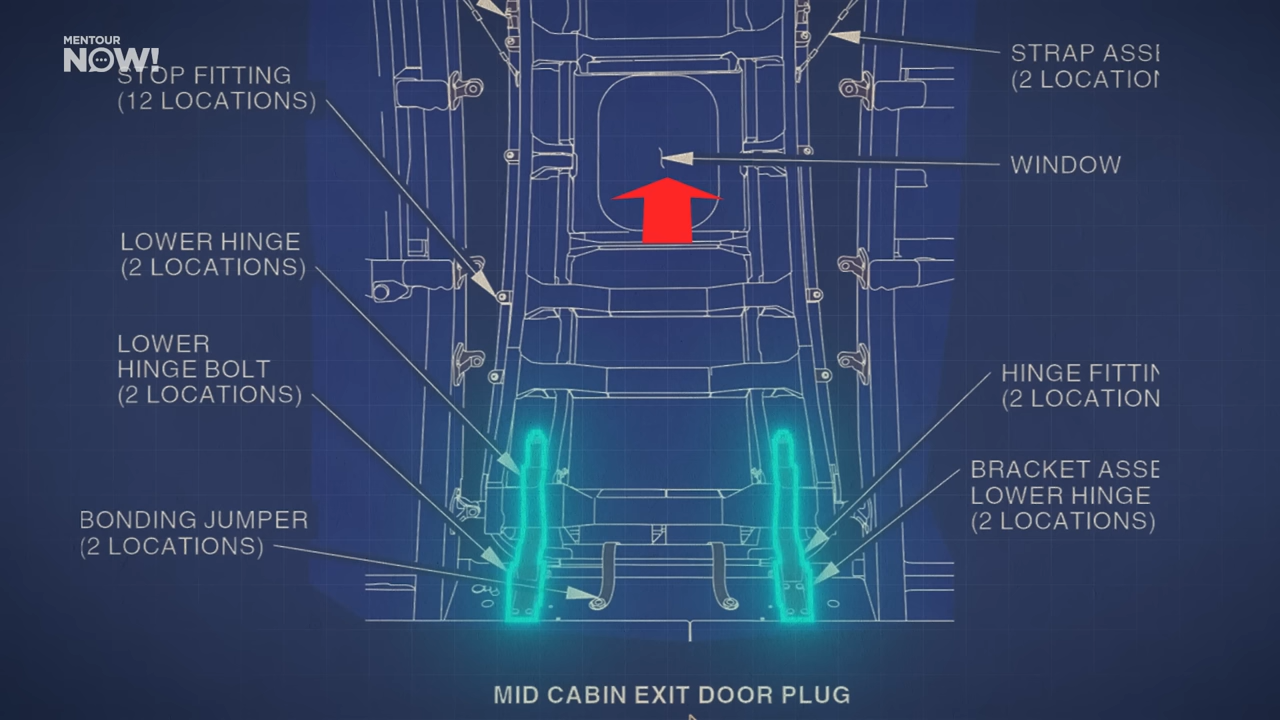 MENTOUR
NOW!
STOP FITTING
(12 LOCATIONS)
LOWER HINGE
(2 LOCATIONS)
LOWER
HINGE BOLT
(2 LOCATIONS)
BONDING JUMPER
(2 LOCATIONS)
STRAP ASSE
(2 LOCATION
WINDOW
HINGE FITTIN
(2 LOCATION
BRACKET ASSE
LOWER HINGE
(2 LOCATIONS)
MID CABIN EXIT DOOR PLUG